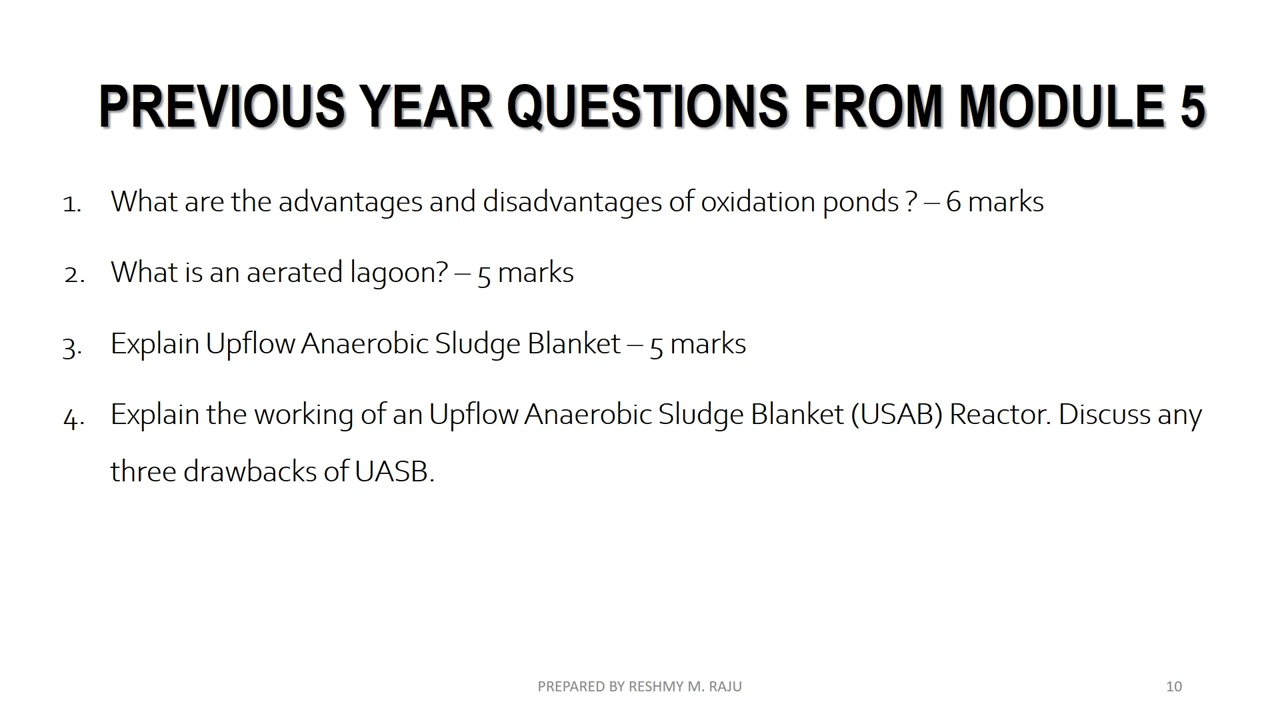 PREVIOUS YEAR QUESTIONS FROM MODULE 5
1. What are the advantages and disadvantages of oxidation ponds ? – 6 marks
2. What is an aerated lagoon? – 5 marks
3. Explain Upflow Anaerobic Sludge Blanket – 5 marks
4. Explain the working of an Upflow Anaerobic Sludge Blanket (USAB) Reactor. Discuss any
three drawbacks of UASB.
PREPARED BY RESHMY M. RAJU
10